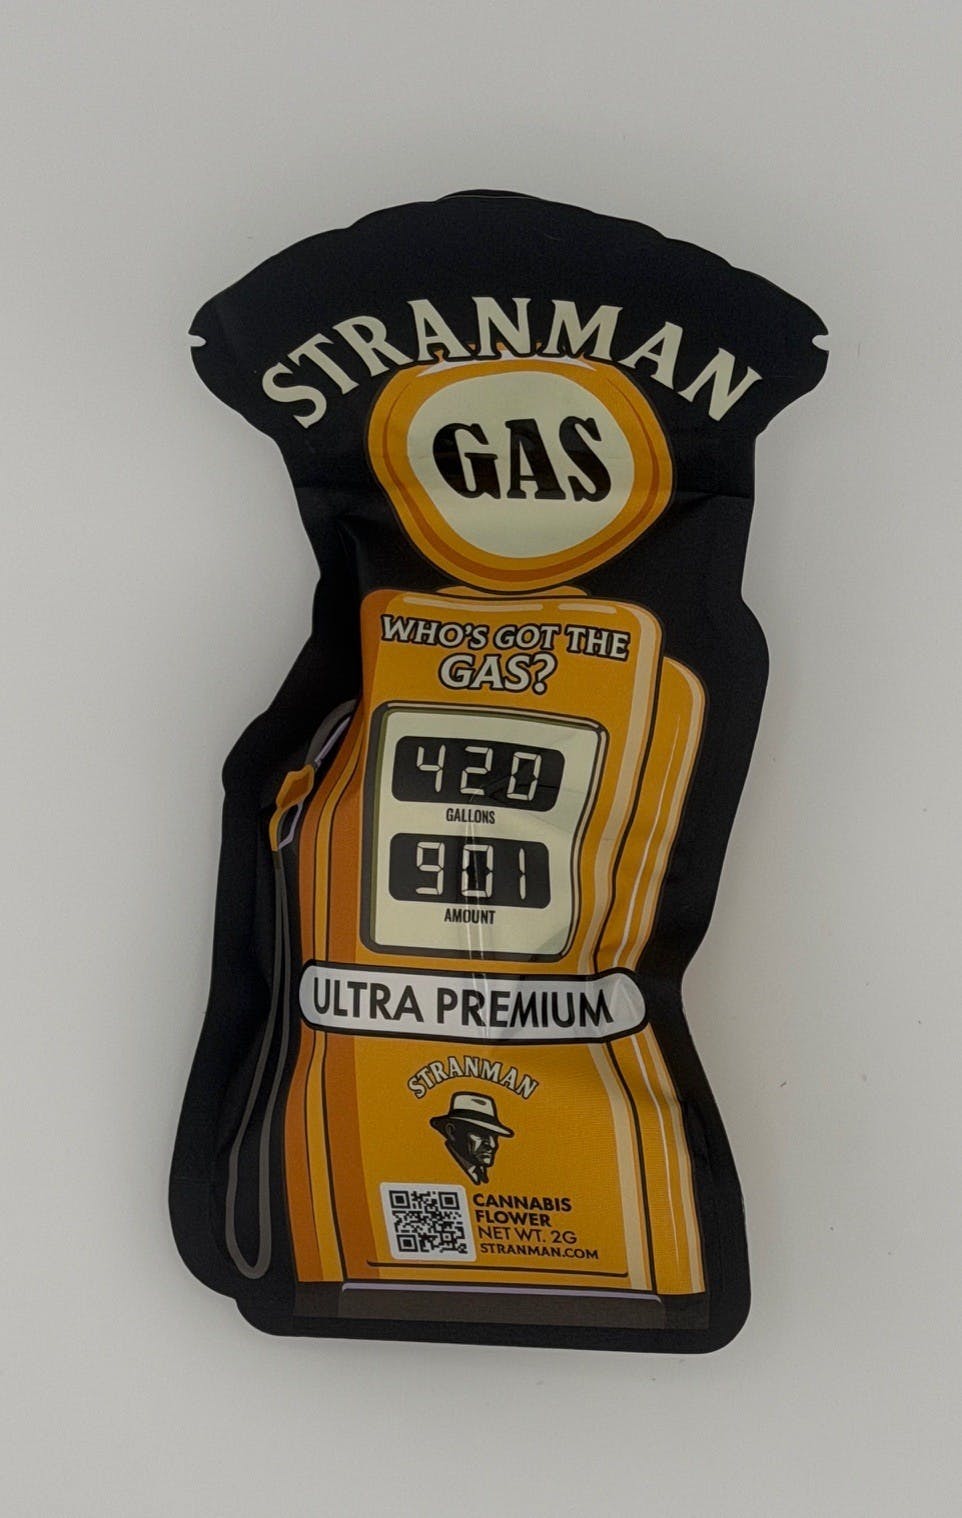 STRANMAN
GAS
WHO'S GOT THE
GAS?
420
GALLONS
901
AMOUNT
ULTRA PREMIUM
STRANMAN
CANNABIS
FLOWER
NET WT. 2G
STRANMAN.COM